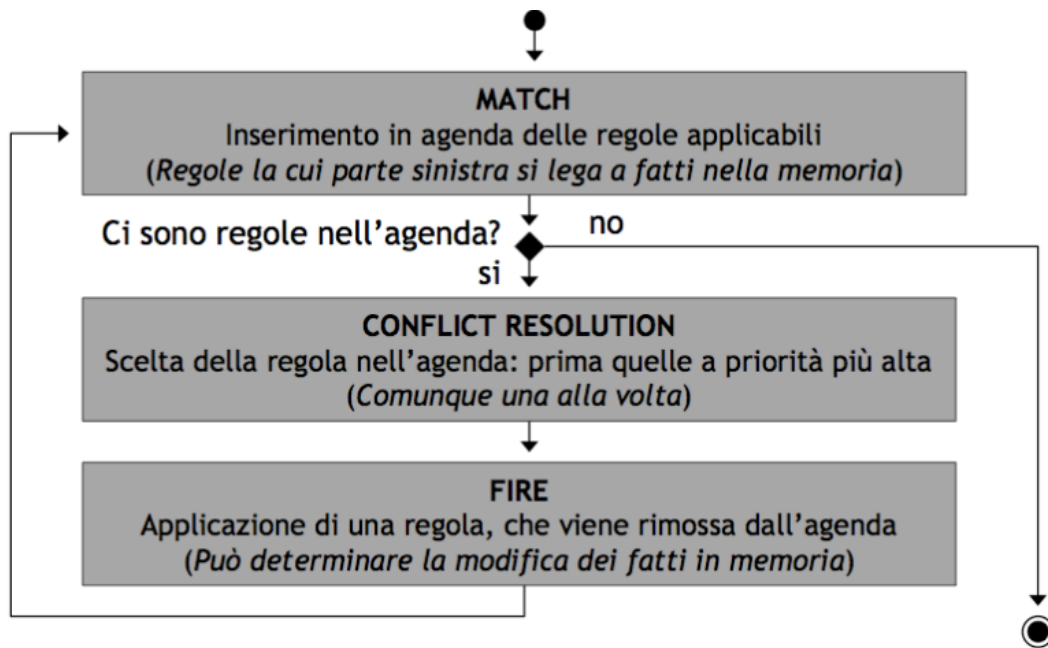 MATCH
Inserimento in agenda delle regole applicabili
(Regole la cui parte sinistra si lega a fatti nella memoria)
Ci sono regole nell'agenda?
no
si
CONFLICT RESOLUTION
Scelta della regola nell'agenda: prima quelle a priorità più alta
(Comunque una alla volta)
FIRE
Applicazione di una regola, che viene rimossa dall'agenda
(Può determinare la modifica dei fatti in memoria)